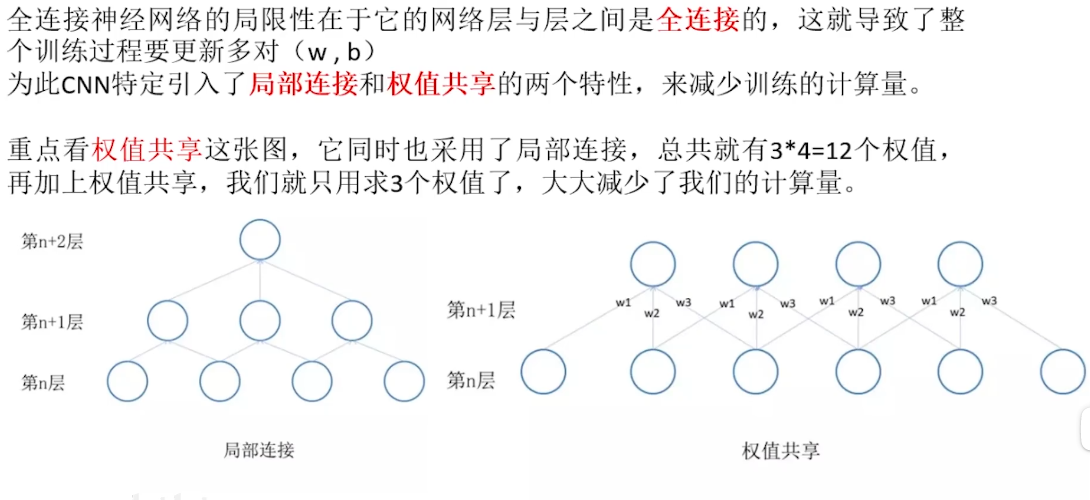 全连接神经网络的局限性在于它的网络层与层之间是全连接的，这就导致了整
个训练过程要更新多对（w , b）
为此CNN特定引入了局部连接和权值共享的两个特性，来减少训练的计算量。
重点看权值共享这张图，它同时也采用了局部连接，总共就有3*4=12个权值，
再加上权值共享，我们就只用求3个权值了，大大减少了我们的计算量。
第n+2层
第n+1层
第n层
局部连接
w1 w2 w3 w1 w2 w3 w1 w2 w3 w1 w2 w3
第n+1层
第n层
权值共享